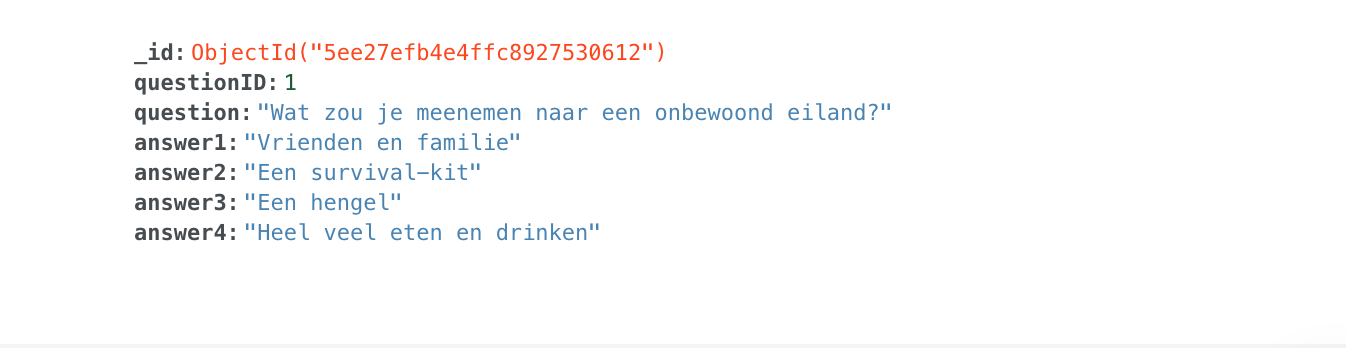 _id: ObjectId("5ee27efb4e4ffc8927530612")
questionID: 1
question: "Wat zou je meenemen naar een onbewoond eiland?"
answer1: "Vrienden en familie"
answer2: "Een survival-kit"
answer3: "Een hengel"
answer4: "Heel veel eten en drinken"